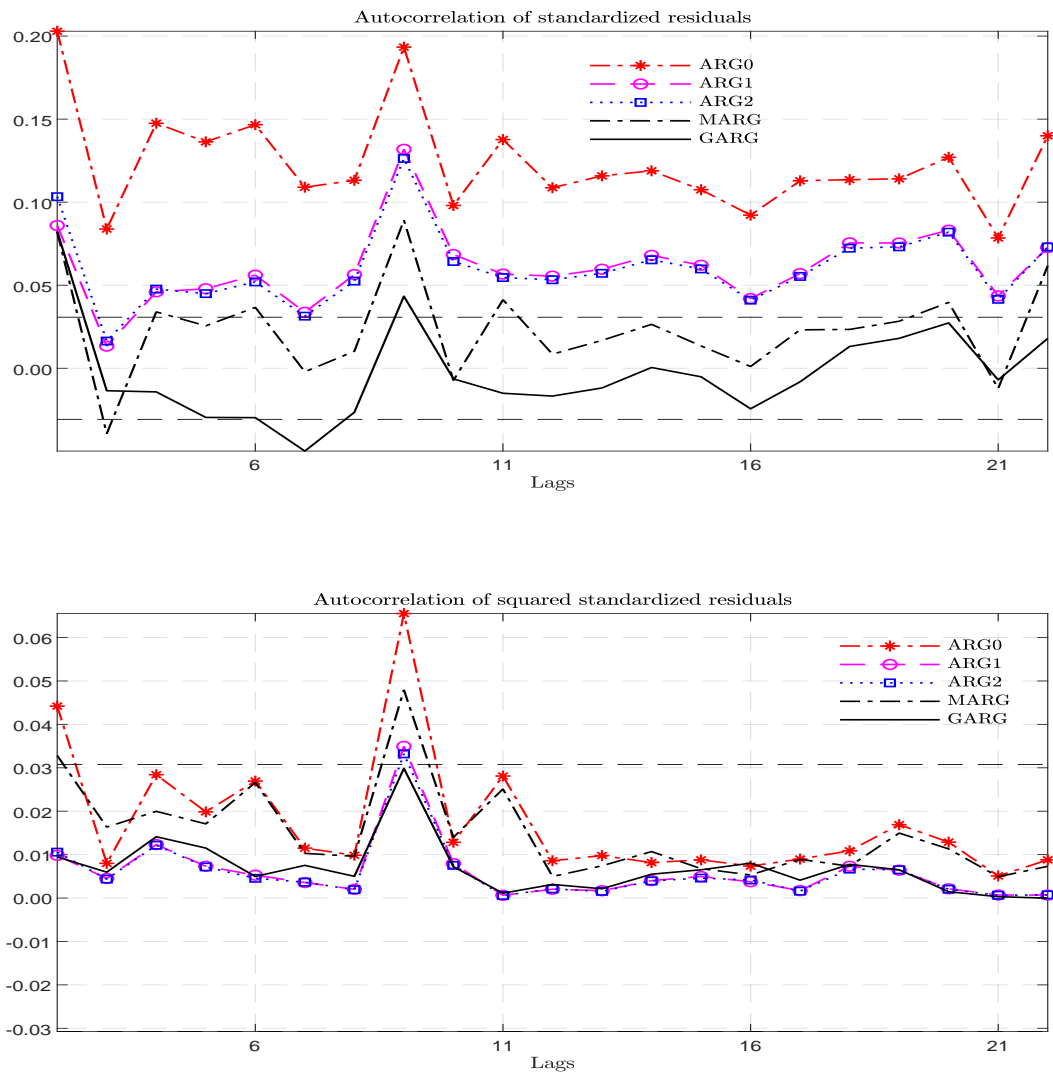 Autocorrelation of standardized residuals
0.20
0.15
0.10
0.05
0.00
ARG0
ARG1
ARG2
MARG
GARG
6
11
16
21
Lags
Autocorrelation of squared standardized residuals
0.06
0.05
0.04
0.03
0.02
0.01
0.00
-0.01
-0.02
-0.03
ARG0
ARG1
ARG2
MARG
GARG
6
11
16
21
Lags